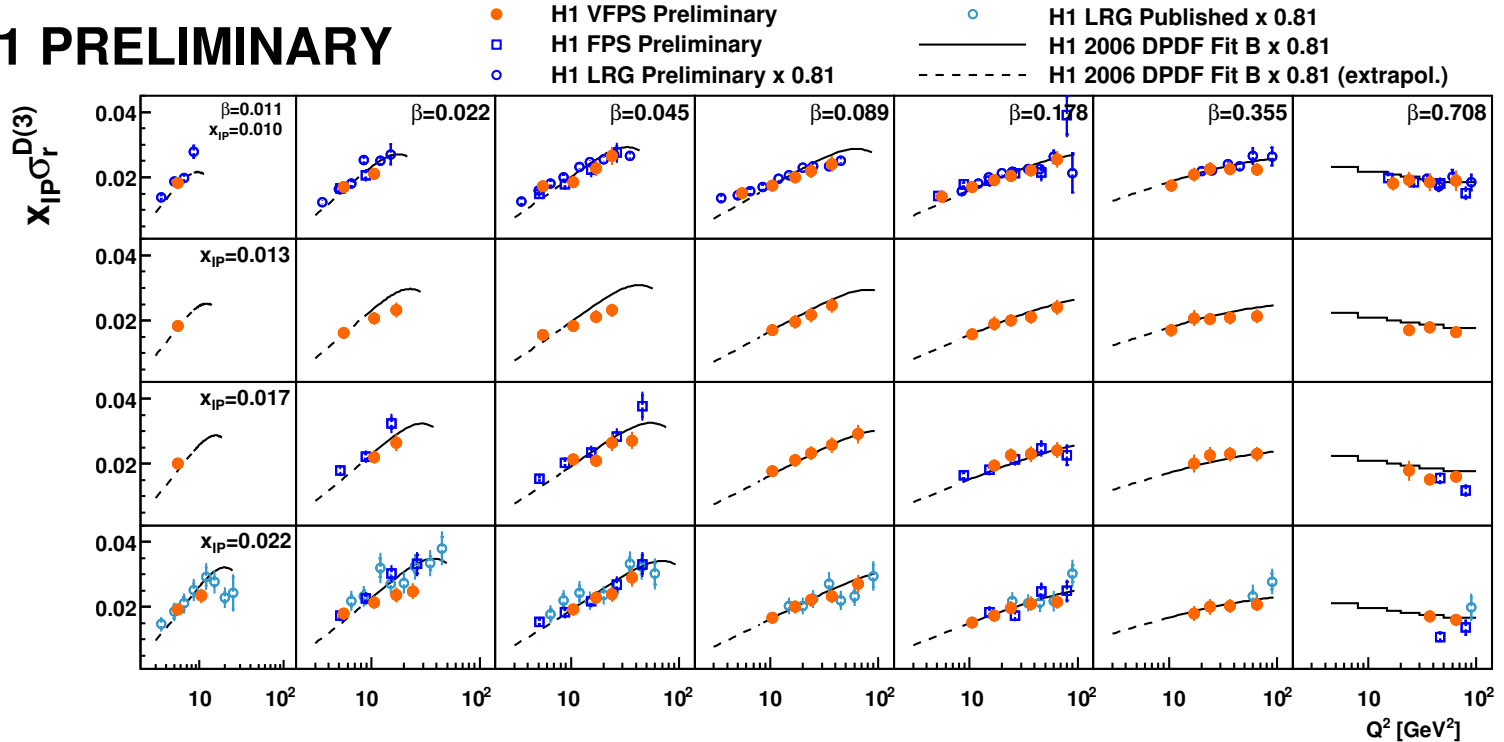 1 PRELIMINARY
H1 VFPS Preliminary
H1 FPS Preliminary
H1 LRG Preliminary x 0.81
H1 LRG Published x 0.81
H1 2006 DPDF Fit B x 0.81
H1 2006 DPDF Fit B x 0.81 (extrapol.)
x_IP σ_r^D(3)
0.04
0.02
β=0.011
x_IP=0.010
β=0.022
β=0.045
β=0.089
β=0.178
β=0.355
β=0.708
0.04
0.02
x_IP=0.013
0.04
0.02
x_IP=0.017
0.04
0.02
x_IP=0.022
10 10² 10 10² 10 10² 10 10² 10 10² 10 10²
Q² [GeV²]